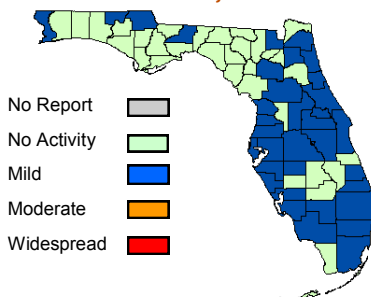 No Report
No Activity
Mild
Moderate
Widespread